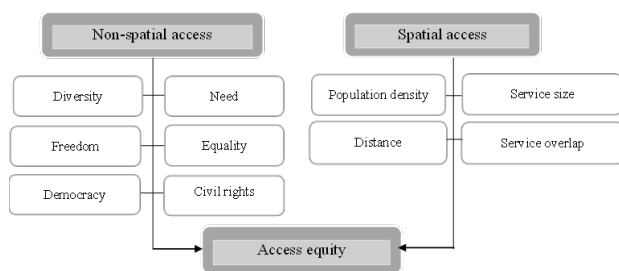 Non-spatial access
Spatial access
Diversity
Need
Population density
Service size
Freedom
Equality
Distance
Service overlap
Democracy
Civil rights
Access equity